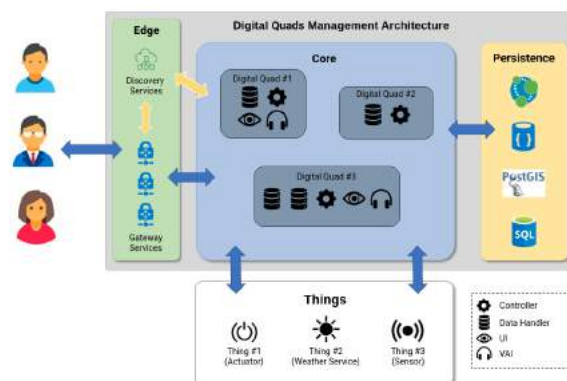 Digital Quads Management Architecture
Edge
Core
Persistence
Discovery
Services
Digital Quad #1
Digital Quad #2
{ }
PostGIS
Digital Quad #3
Gateway
Services
SQL
Things
Thing #1
(Actuator)
Thing #2
(Weather Service)
Thing #3
(Sensor)
Controller
Data Handler
UI
VAI